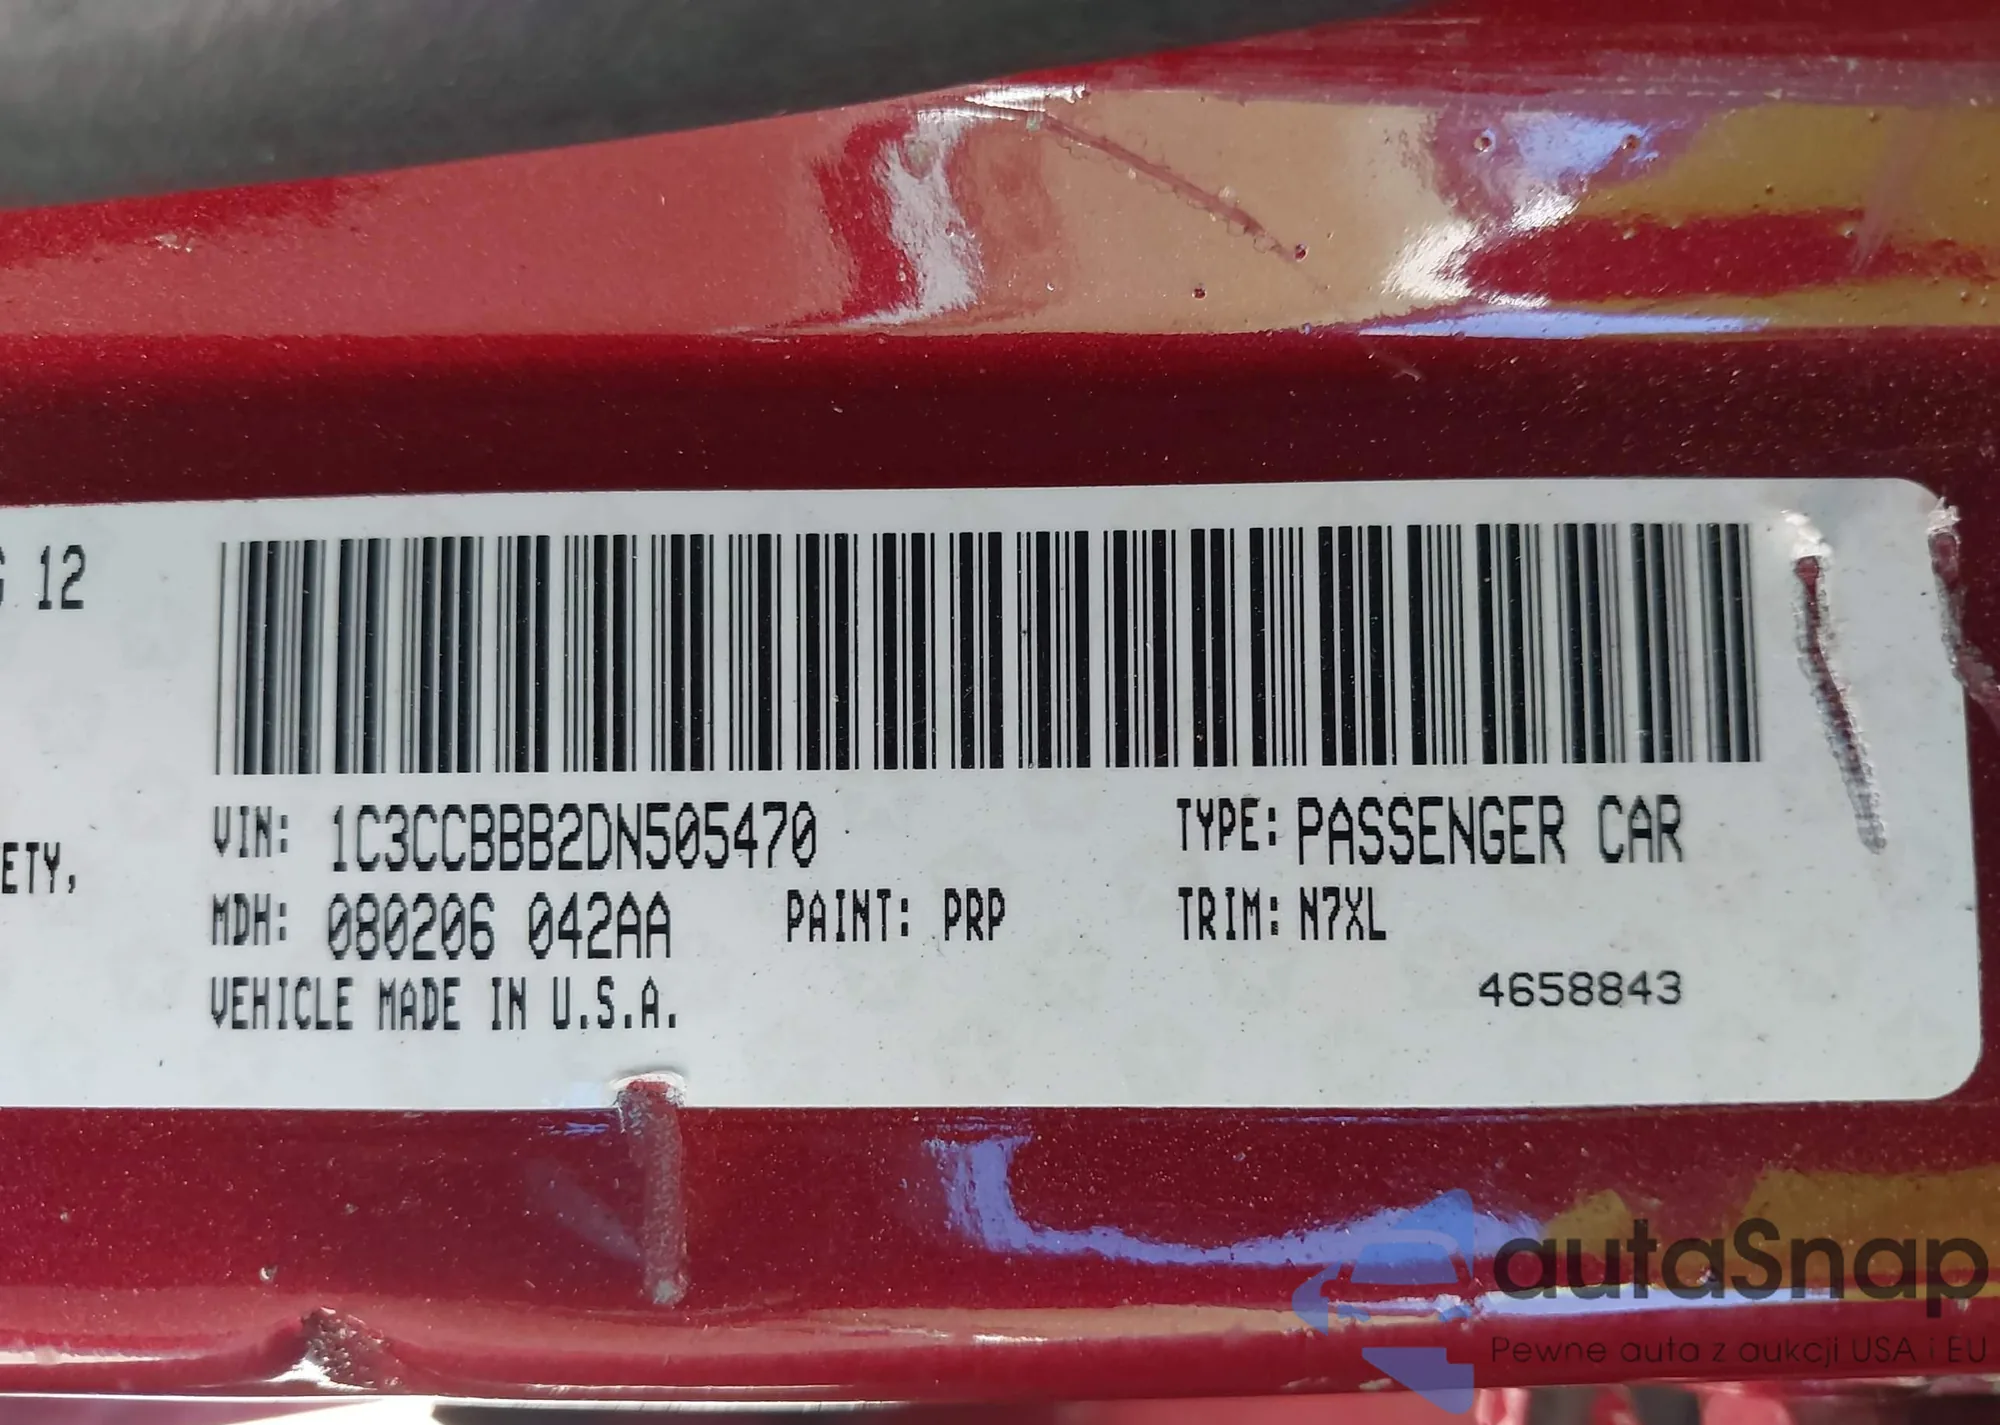 G 12
ETY,
VIN: 1C3CCBBB2DN505470
TYPE: PASSENGER CAR
MDH: 080206 042AA
PAINT: PRP
TRIM: N7XL
VEHICLE MADE IN U.S.A.
4658843
autaSnap
Pewne auta z aukcji USA i EU